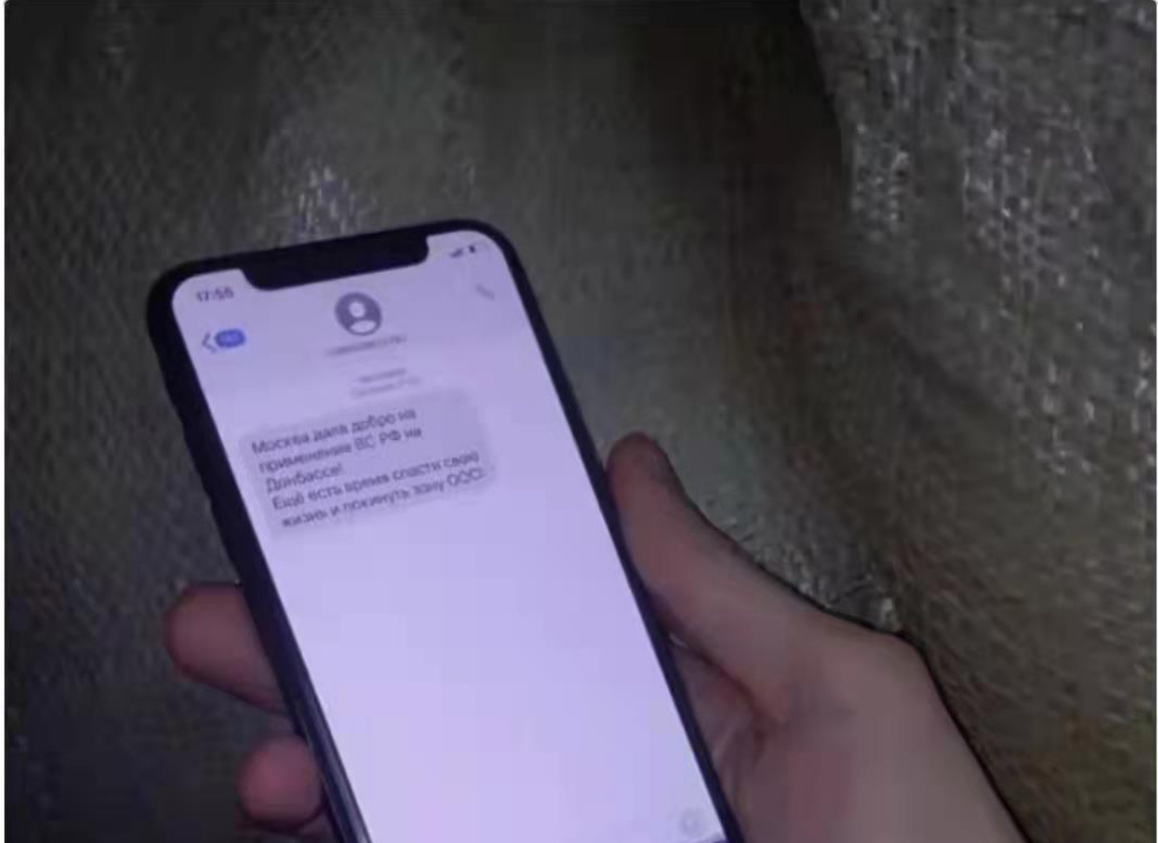 17:55
Москва дала добро на
применение ВС РФ на
Донбассе!
Ещё есть время спасти свою
жизнь и покинуть зону ООС!